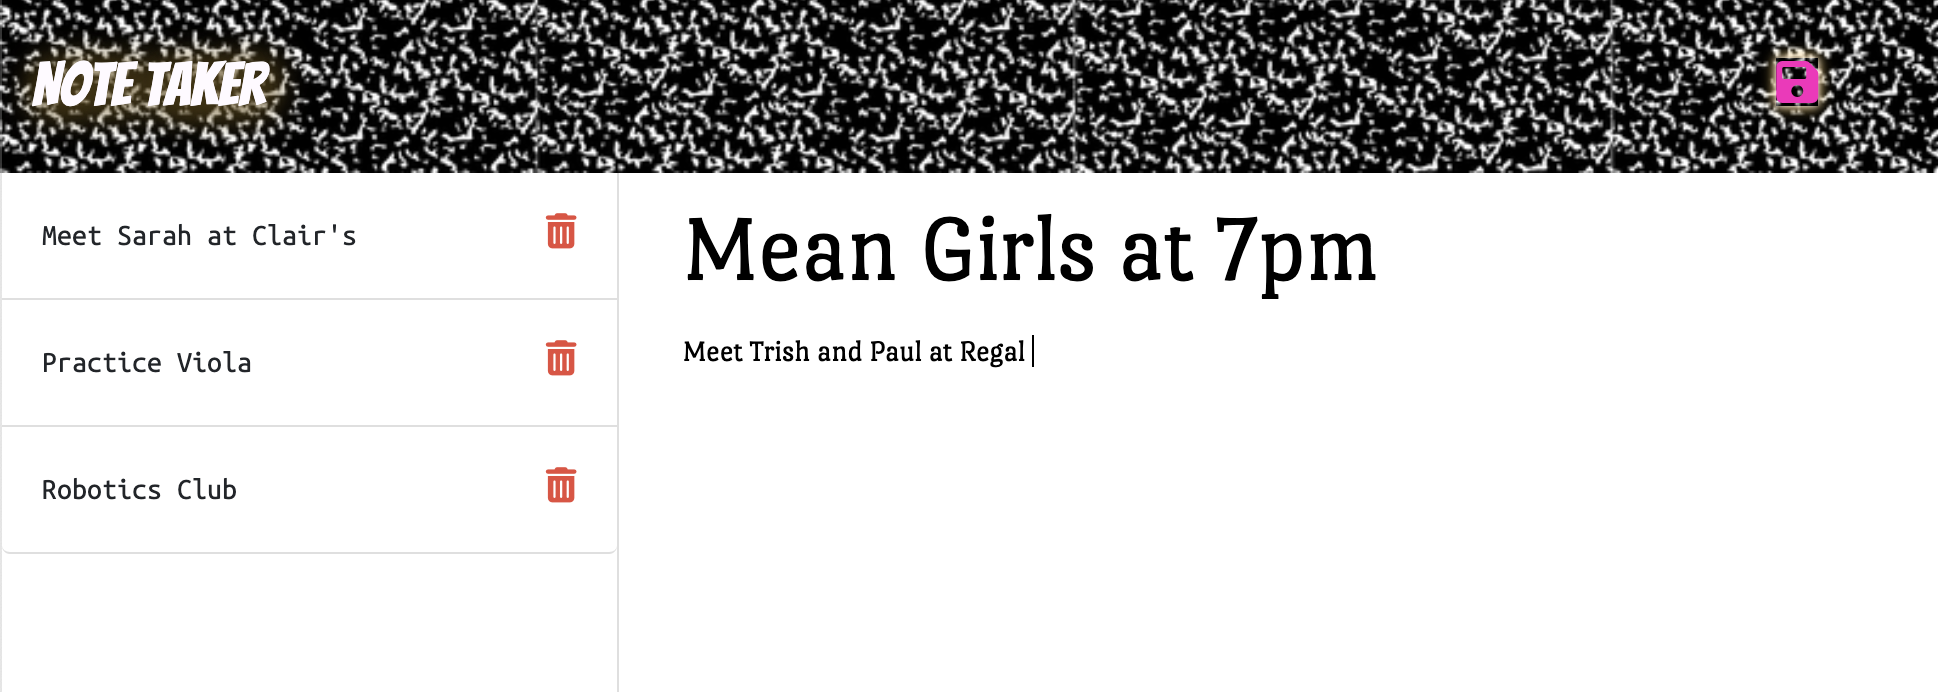 NOTE TAKER
Meet Sarah at Clair's
Practice Viola
Robotics Club
Mean Girls at 7pm
Meet Trish and Paul at Regal